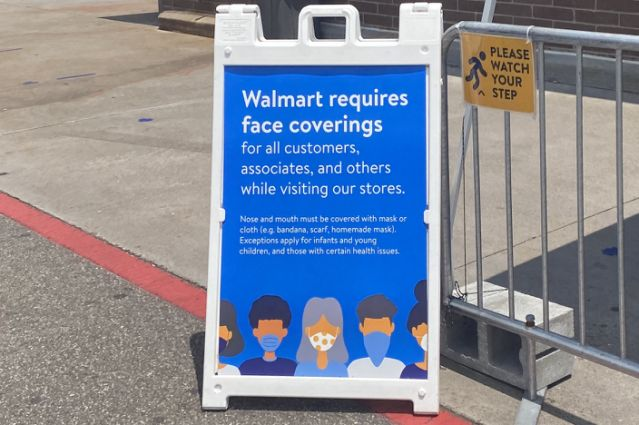 Walmart requires
face coverings
for all customers,
associates, and others
while visiting our stores.
Nose and mouth must be covered with mask or
cloth (e.g. bandana, scarf, homemade mask).
Exceptions apply for infants and young
children, and those with certain health issues.
PLEASE
WATCH
YOUR
STEP